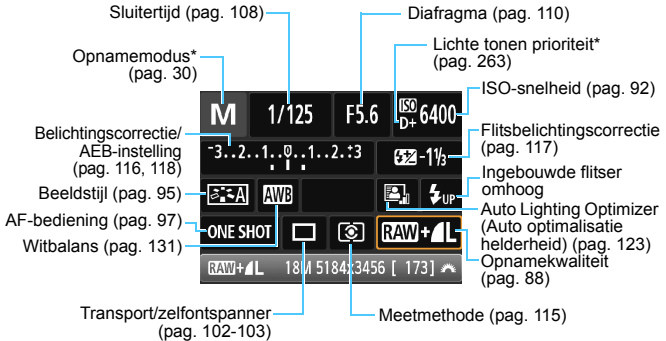 Sluitertijd (pag. 108)
Diafragma (pag. 110)
Opnamemodus*
(pag. 30)
Lichte tonen prioriteit*
(pag. 263)
ISO-snelheid (pag. 92)
M 1/125 F5.6 ISO D+ 6400
Belichtingscorrectie/
AEB-instelling
(pag. 116, 118)
-3..2..1..0..1..2..+3
-1 1/3
Flitsbelichtingscorrectie
(pag. 117)
Beeldstijl (pag. 95)
A AWB
UP
Ingebouwde flitser
omhoog
AF-bediening (pag. 97)
Witbalans (pag. 131)
ONE SHOT RAW+L
Auto Lighting Optimizer
(Auto optimalisatie
helderheid) (pag. 123)
Opnamekwaliteit
(pag. 88)
RAW+L 18M 5184x3456 [ 173]
Transport/zelfontspanner
(pag. 102-103)
Meetmethode (pag. 115)